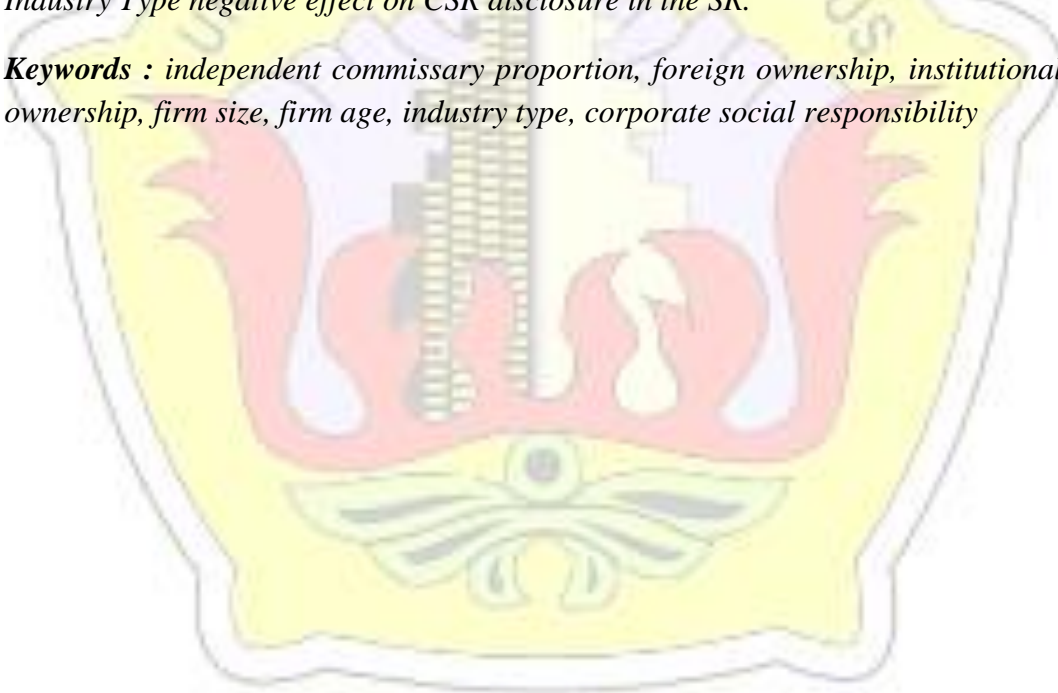 Industry Type negative effect on CSR disclosure in the SR.
Keywords : independent commissary proportion, foreign ownership, institutional
ownership, firm size, firm age, industry type, corporate social responsibility
U
US